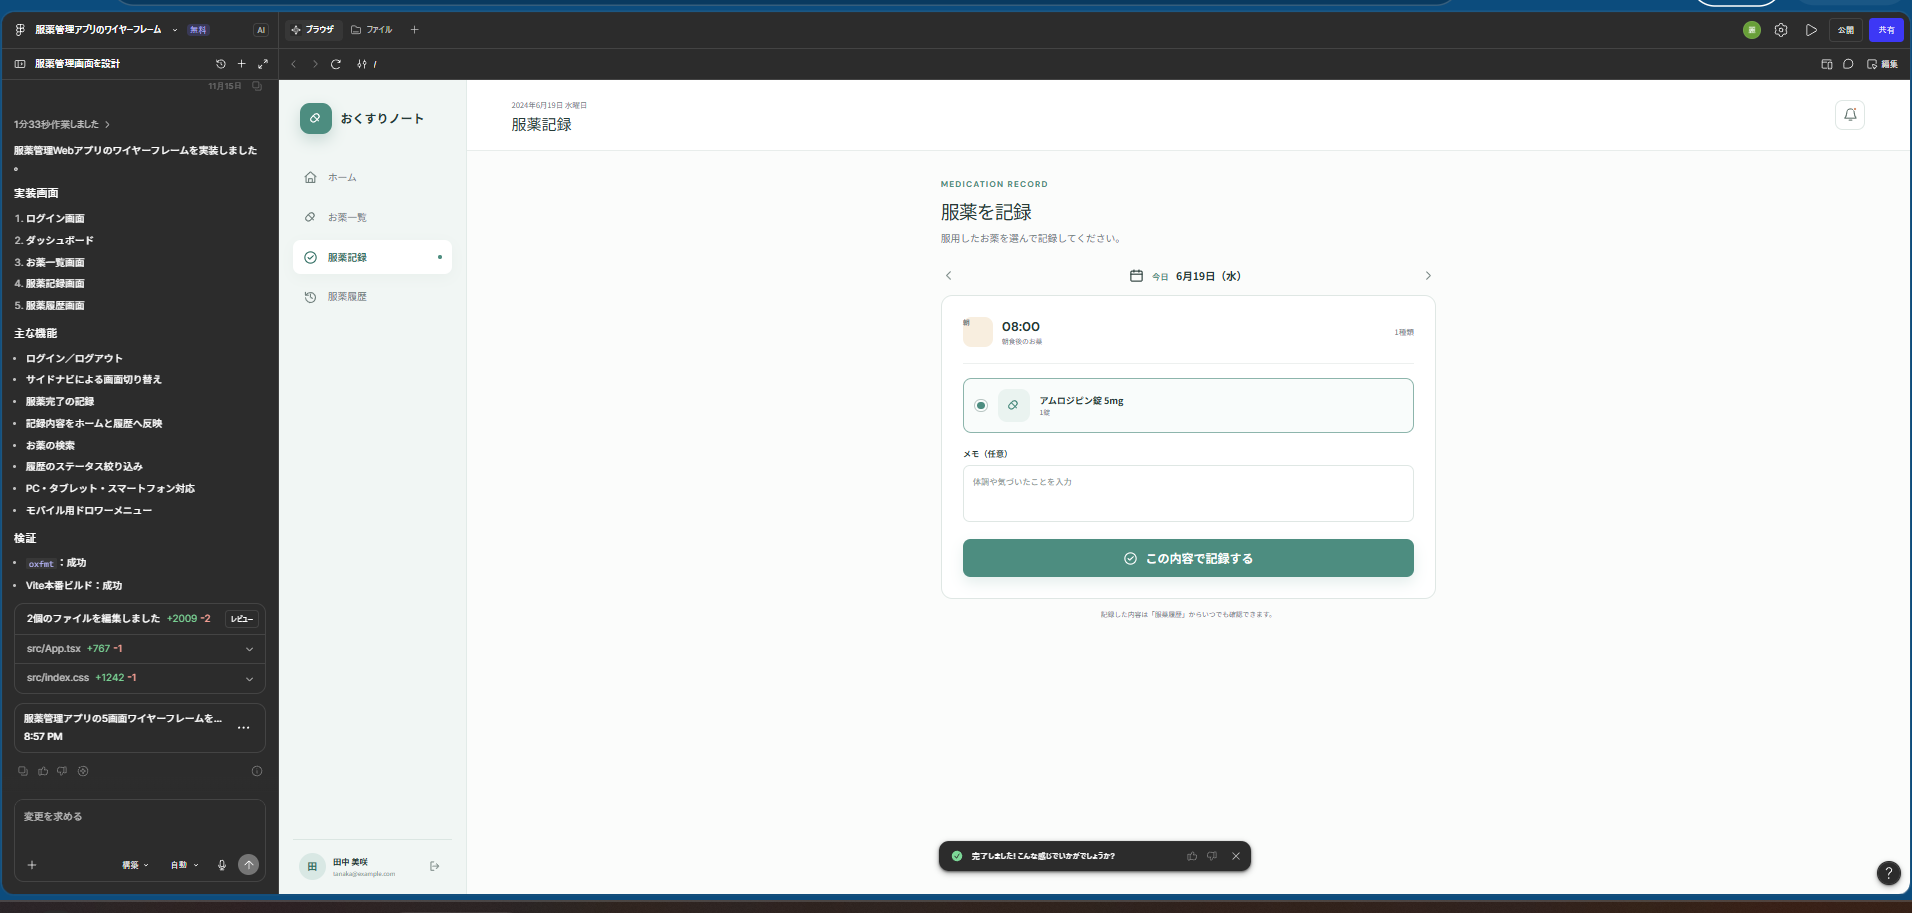 服薬管理アプリのワイヤーフレーム
無料
AI
ブラウザ
ファイル
麗
公開
共有
服薬管理画面を設計
/
編集
11月15日
1分33秒作業しました
服薬管理Webアプリのワイヤーフレームを実装しました
。
実装画面
1. ログイン画面
2. ダッシュボード
3. お薬一覧画面
4. 服薬記録画面
5. 服薬履歴画面
主な機能
• ログイン／ログアウト
• サイドナビによる画面切り替え
• 服薬完了の記録
• 記録内容をホームと履歴へ反映
• お薬の検索
• 履歴のステータス絞り込み
• PC・タブレット・スマートフォン対応
• モバイル用ドロワーメニュー
検証
• oxfmt：成功
• Vite本番ビルド：成功
2個のファイルを編集しました +2009 -2
レビュー
src/App.tsx +767 -1
src/index.css +1242 -1
服薬管理アプリの5画面ワイヤーフレームを...
8:57 PM
変更を求める
構築
自動
おくすりノート
ホーム
お薬一覧
服薬記録
服薬履歴
田
田中 美咲
tanaka@example.com
2024年6月19日 水曜日
服薬記録
MEDICATION RECORD
服薬を記録
服用したお薬を選んで記録してください。
今日 6月19日（水）
朝
08:00
朝食後のお薬
1種類
アムロジピン錠 5mg
1錠
メモ（任意）
体調や気づいたことを入力
この内容で記録する
記録した内容は「服薬履歴」からいつでも確認できます。
完了しました! こんな感じでいかがでしょうか?
?